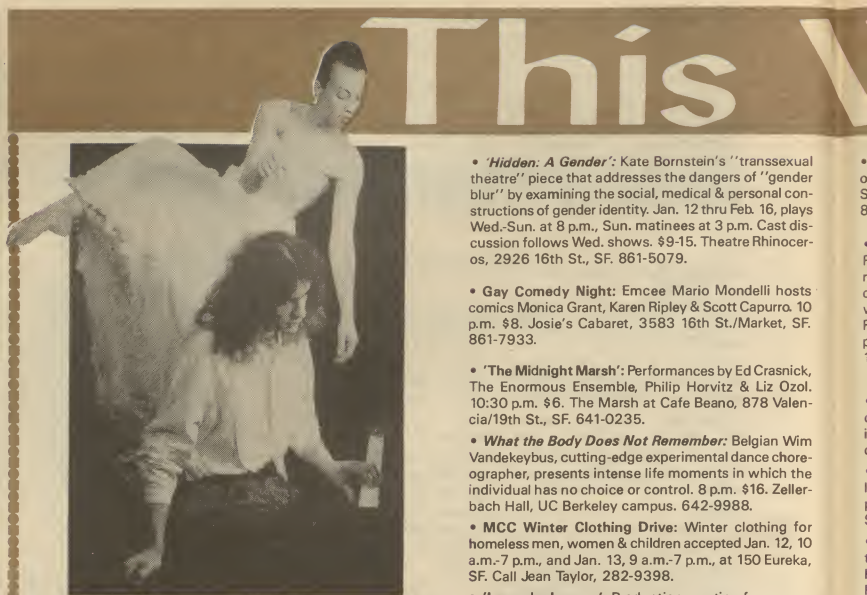 This
• 'Hidden: A Gender': Kate Bornstein's "transsexual
theatre" piece that addresses the dangers of "gender
blur" by examining the social, medical & personal con-
structions of gender identity. Jan. 12 thru Feb. 16, plays
Wed.-Sun. at 8 p.m., Sun. matinees at 3 p.m. Cast dis-
cussion follows Wed. shows. $9-15. Theatre Rhinocer-
os, 2926 16th St., SF. 861-5079.
• Gay Comedy Night: Emcee Mario Mondelli hosts
comics Monica Grant, Karen Ripley & Scott Capurro. 10
p.m. $8. Josie's Cabaret, 3583 16th St./Market, SF.
861-7933.
• 'The Midnight Marsh': Performances by Ed Crasnick,
The Enormous Ensemble, Philip Horvitz & Liz Ozol.
10:30 p.m. $6. The Marsh at Cafe Beano, 878 Valen-
cia/19th St., SF. 641-0235.
• What the Body Does Not Remember: Belgian Wim
Vandekeybus, cutting-edge experimental dance chore-
ographer, presents intense life moments in which the
individual has no choice or control. 8 p.m. $16. Zeller-
bach Hall, UC Berkeley campus. 642-9988.
• MCC Winter Clothing Drive: Winter clothing for
homeless men, women & children accepted Jan. 12, 10
a.m.-7 p.m., and Jan. 13, 9 a.m.-7 p.m., at 150 Eureka,
SF. Call Jean Taylor, 282-9398.